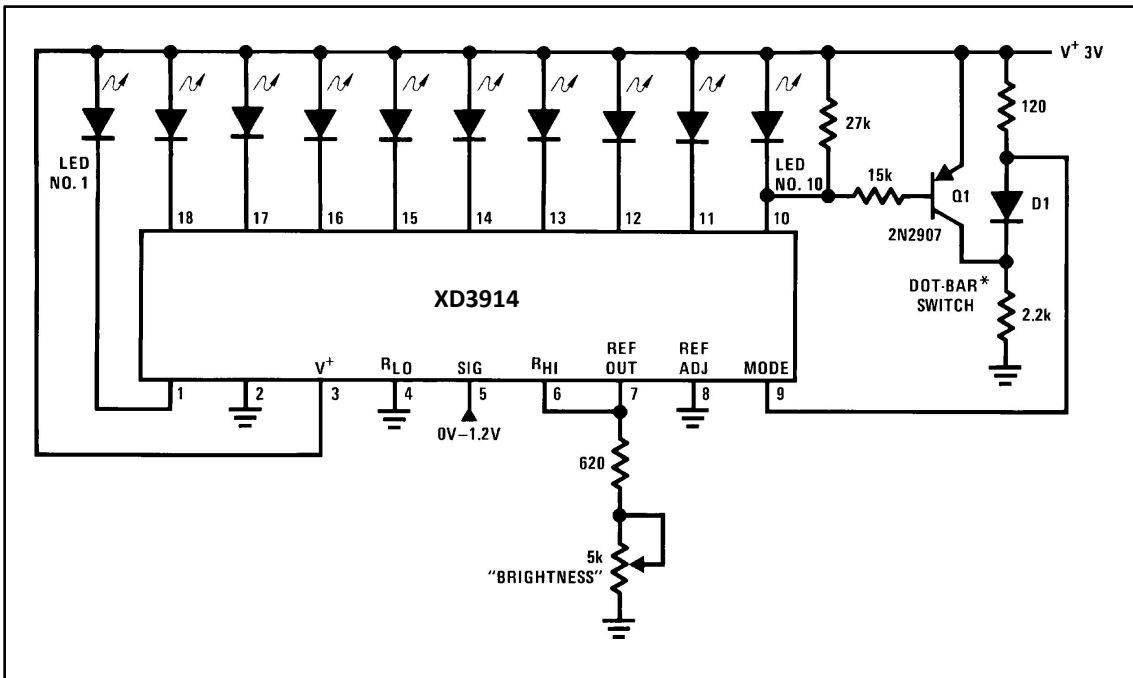 V+ 3V
120
27k
LED
NO. 1
LED
NO. 10
15k
Q1
D1
2N2907
18
17
16
15
14
13
12
11
10
DOT-BAR*
SWITCH
2.2k
XD3914
V+
RLO
SIG
RHI
REF
OUT
REF
ADJ
MODE
1
2
3
4
5
6
7
8
9
0V–1.2V
620
5k
"BRIGHTNESS"